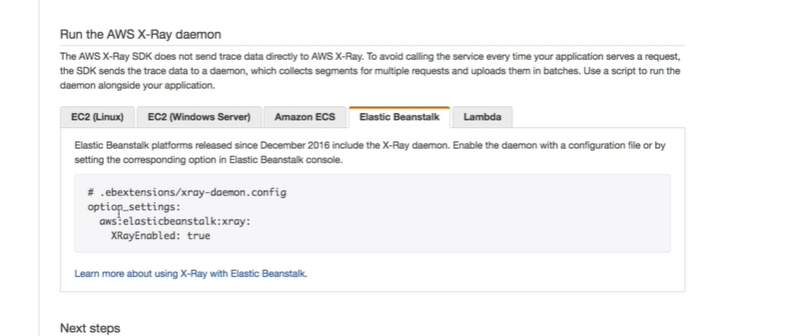 Run the AWS X-Ray daemon
The AWS X-Ray SDK does not send trace data directly to AWS X-Ray. To avoid calling the service every time your application serves a request,
the SDK sends the trace data to a daemon, which collects segments for multiple requests and uploads them in batches. Use a script to run the
daemon alongside your application.
EC2 (Linux) EC2 (Windows Server) Amazon ECS Elastic Beanstalk Lambda
Elastic Beanstalk platforms released since December 2016 include the X-Ray daemon. Enable the daemon with a configuration file or by
setting the corresponding option in Elastic Beanstalk console.
# .ebextensions/xray-daemon.config
option_settings:
aws:elasticbeanstalk:xray:
XRayEnabled: true
Learn more about using X-Ray with Elastic Beanstalk.
Next steps